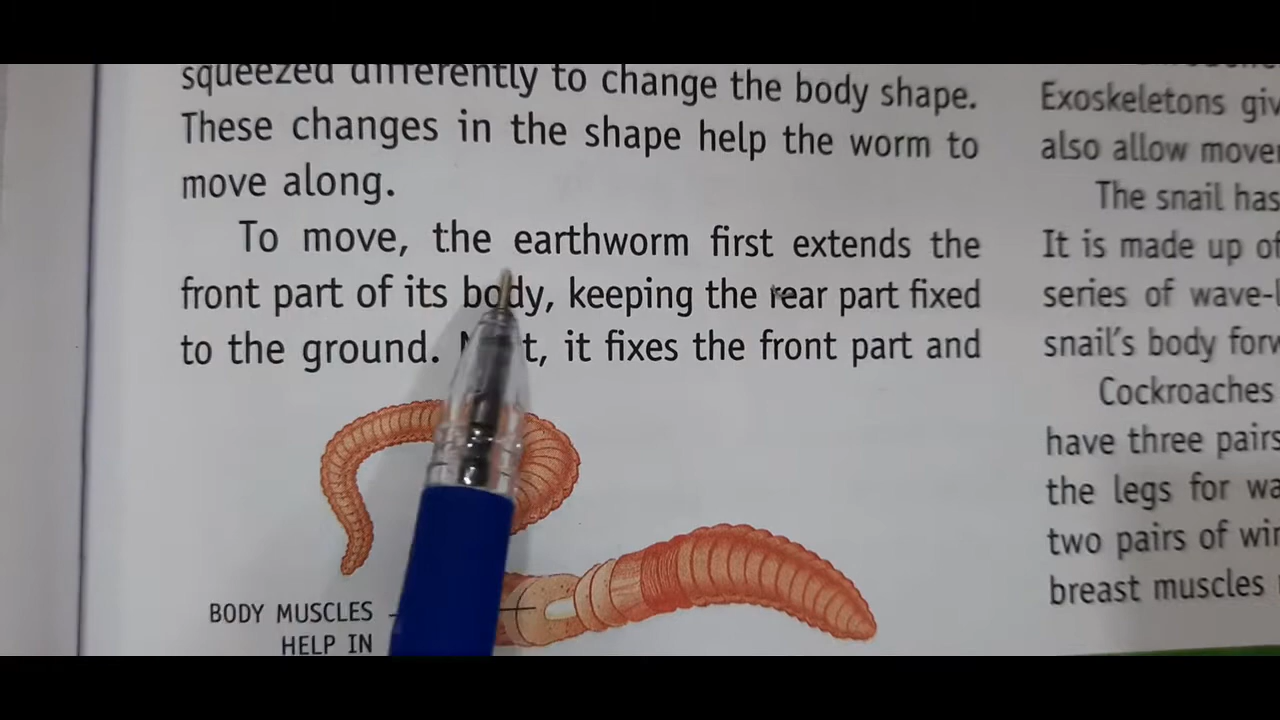 squeezed differently to change the body shape.
These changes in the shape help the worm to
move along.
To move, the earthworm first extends the
front part of its body, keeping the rear part fixed
to the ground. it fixes the front part and
BODY MUSCLES
HELP IN
Exoskeletons
also allow
The snail has
It is made up of
series of
snail's body
Cockroaches
have three pairs
the legs for
two pairs of
breast muscles